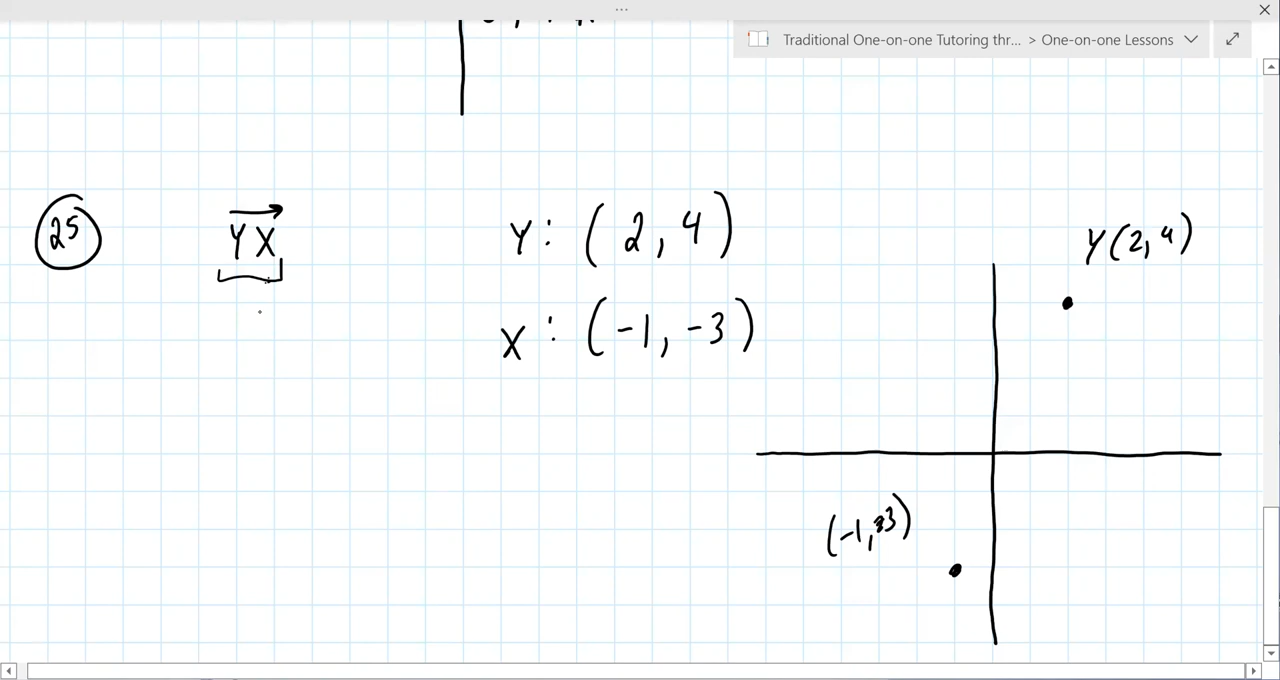 Traditional One-on-one Tutoring thr... > One-on-one Lessons
25
YX
Y: (2, 4)
X: (-1, -3)
Y(2, 4)
(-1, -3)